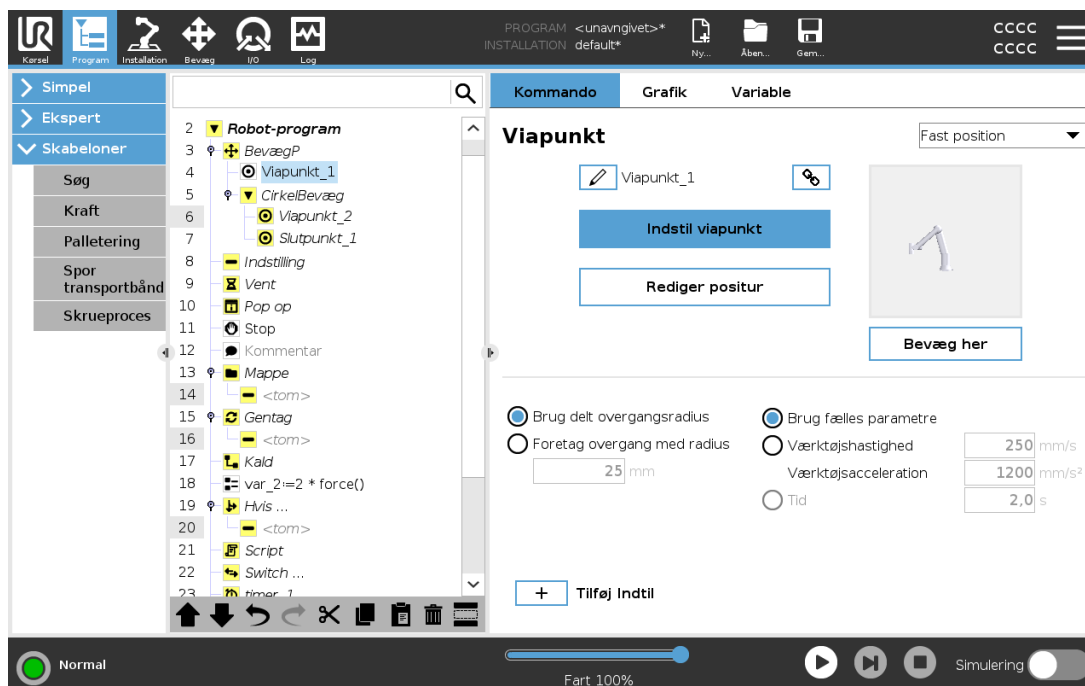 PROGRAM <unavngivet>*
INSTALLATION default*
CCCC
CCCC
Kørsel
Program
Installation
Bevæg
I/O
Log
Ny...
Åben...
Gem...
Simpel
Ekspert
Skabeloner
Søg
Kraft
Palletering
Spor
transportbånd
Skrueproces
2 Robot-program
3 BevægP
4 Viapunkt_1
5 CirkelBevæg
6 Viapunkt_2
7 Slutpunkt_1
8 Indstilling
9 Vent
10 Pop op
11 Stop
12 Kommentar
13 Mappe
14 <tom>
15 Gentag
16 <tom>
17 Kald
18 var_2:=2 * force()
19 Hvis ...
20 <tom>
21 Script
22 Switch ...
23 timer_1
Kommando Grafik Variable
Viapunkt
Fast position
Viapunkt_1
Indstil viapunkt
Rediger positur
Bevæg her
Brug delt overgangsradius
Foretag overgang med radius
25 mm
Brug fælles parametre
Værktøjshastighed 250 mm/s
Værktøjsacceleration 1200 mm/s²
Tid 2,0 s
+ Tilføj Indtil
Normal
Fart 100%
Simulering